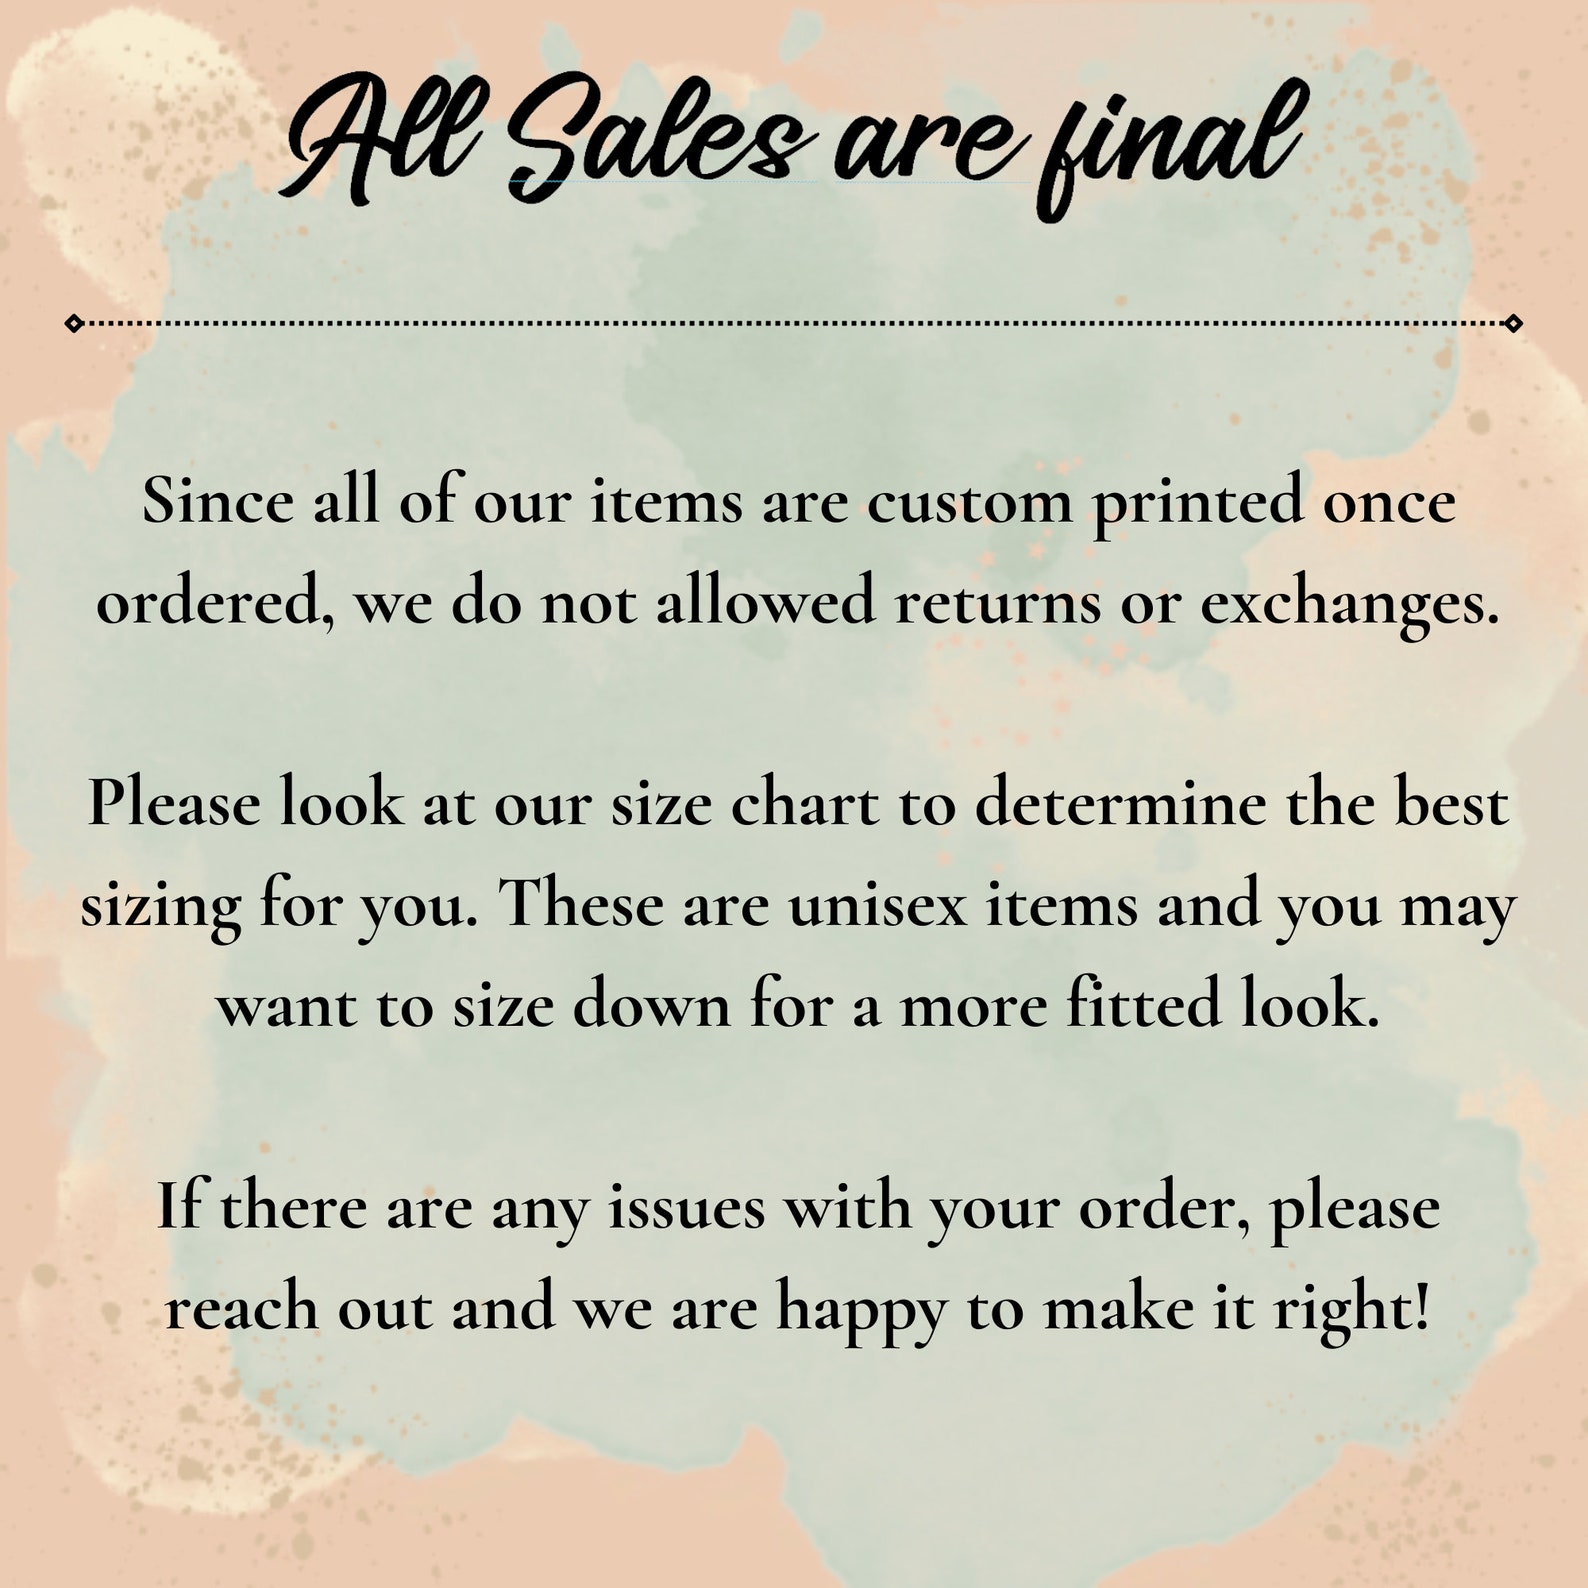 All Sales are final
Since all of our items are custom printed once
ordered, we do not allowed returns or exchanges.
Please look at our size chart to determine the best
sizing for you. These are unisex items and you may
want to size down for a more fitted look.
If there are any issues with your order, please
reach out and we are happy to make it right!